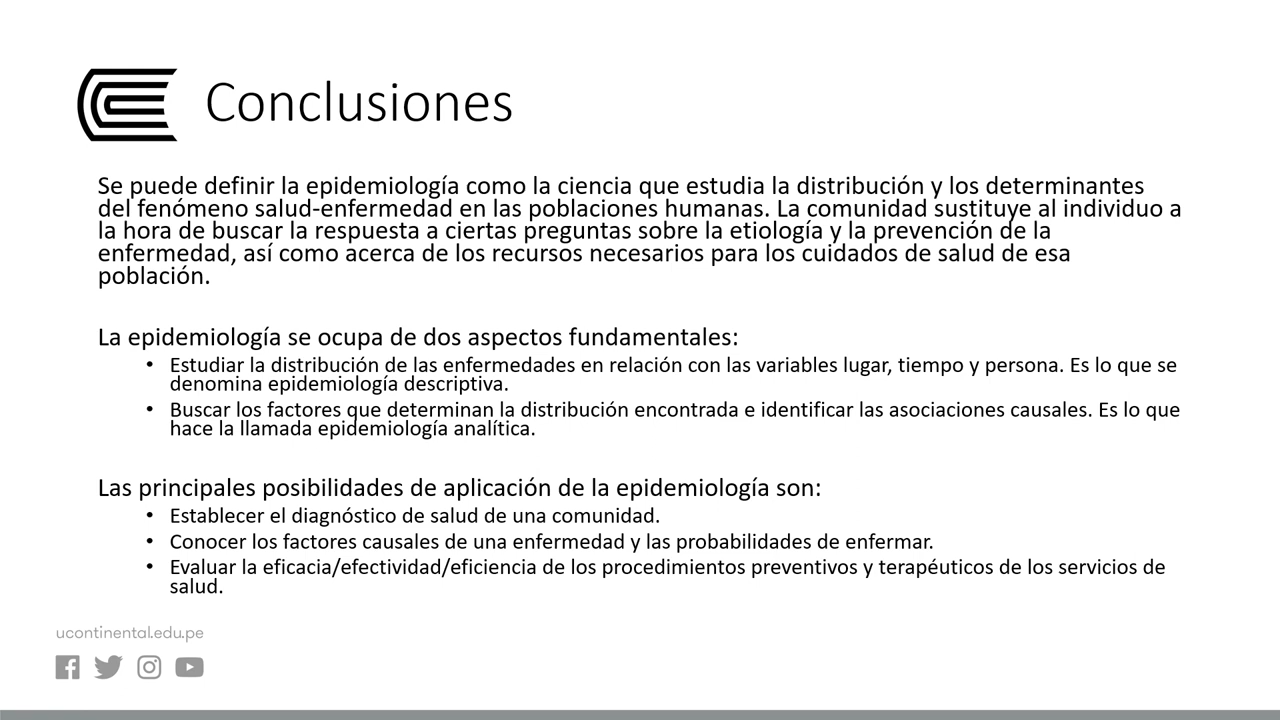 Conclusiones
Se puede definir la epidemiología como la ciencia que estudia la distribución y los determinantes
del fenómeno salud-enfermedad en las poblaciones humanas. La comunidad sustituye al individuo a
la hora de buscar la respuesta a ciertas preguntas sobre la etiología y la prevención de la
enfermedad, así como acerca de los recursos necesarios para los cuidados de salud de esa
población.
La epidemiología se ocupa de dos aspectos fundamentales:
• Estudiar la distribución de las enfermedades en relación con las variables lugar, tiempo y persona. Es lo que se
denomina epidemiología descriptiva.
• Buscar los factores que determinan la distribución encontrada e identificar las asociaciones causales. Es lo que
hace la llamada epidemiología analítica.
Las principales posibilidades de aplicación de la epidemiología son:
• Establecer el diagnóstico de salud de una comunidad.
• Conocer los factores causales de una enfermedad y las probabilidades de enfermar.
• Evaluar la eficacia/efectividad/eficiencia de los procedimientos preventivos y terapéuticos de los servicios de
salud.
ucontinental.edu.pe